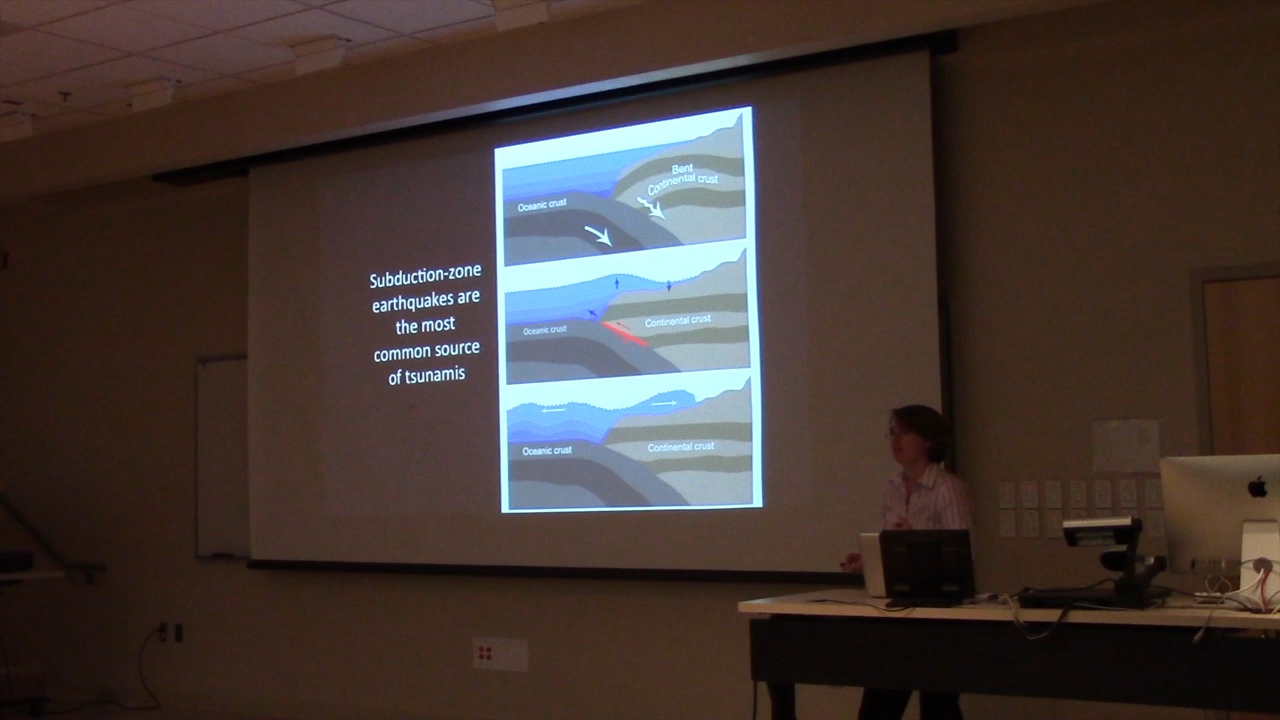 Subduction-zone
earthquakes are
the most
common source
of tsunamis
Bent
Continental crust
Oceanic crust
Continental crust
Oceanic crust
Continental crust
Oceanic crust